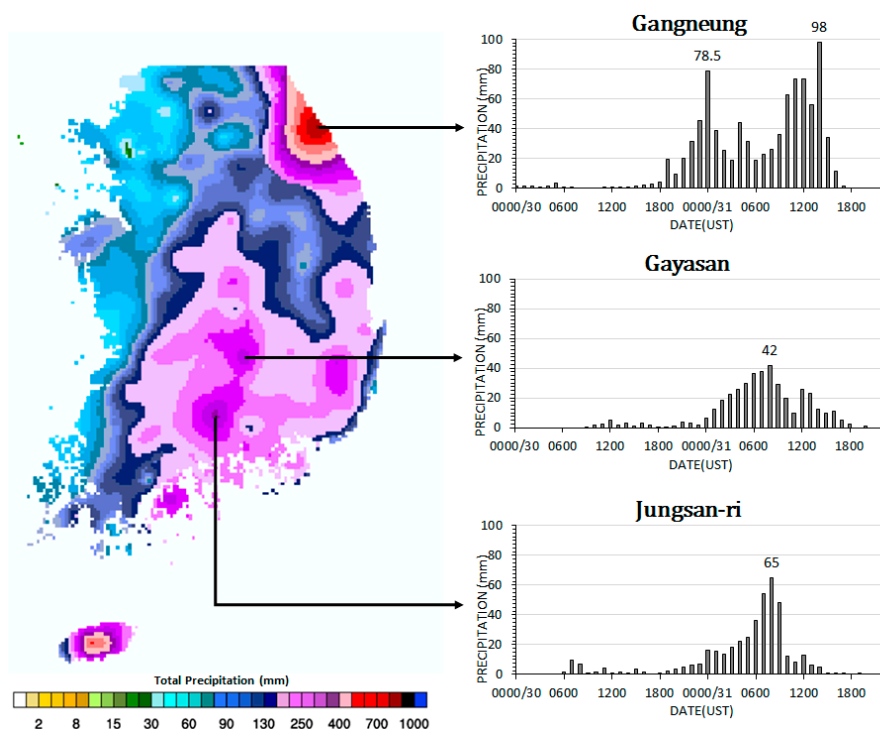 Gangneung
98
78.5
PRECIPITATION (mm)
100
80
60
40
20
0
0000/30 0600 1200 1800 0000/31 0600 1200 1800
DATE(UST)
Gayasan
42
PRECIPITATION (mm)
100
80
60
40
20
0
0000/30 0600 1200 1800 0000/31 0600 1200 1800
DATE(UST)
Jungsan-ri
65
PRECIPITATION (mm)
100
80
60
40
20
0
0000/30 0600 1200 1800 0000/31 0600 1200 1800
DATE(UST)
Total Precipitation (mm)
2 8 15 30 60 90 130 250 400 700 1000